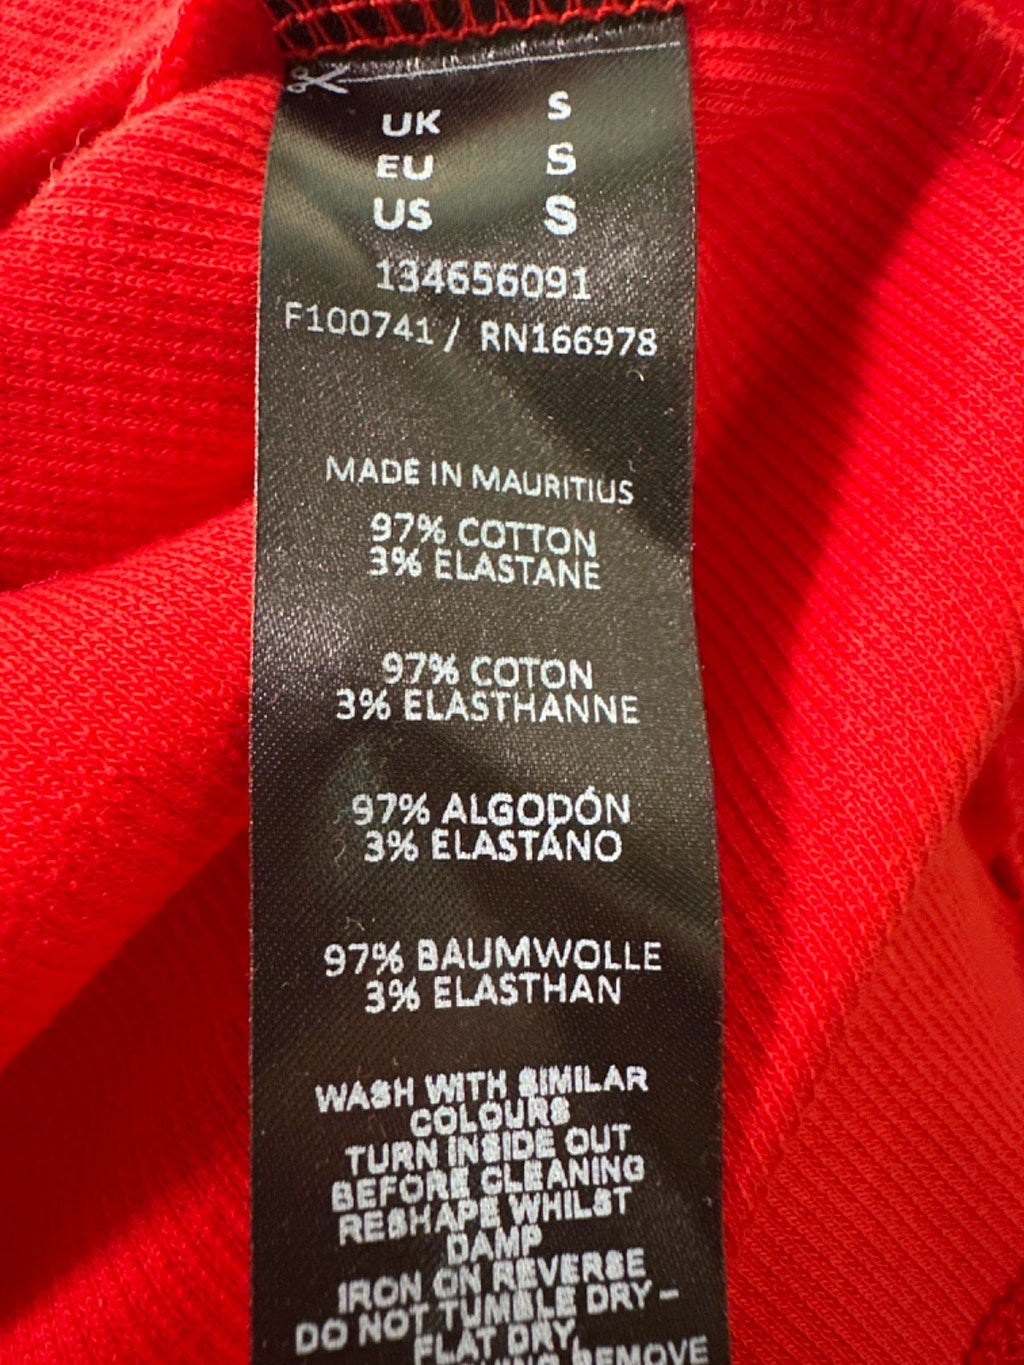 UK S
EU S
US S
134656091
F100741 / RN166978
MADE IN MAURITIUS
97% COTTON
3% ELASTANE
97% COTON
3% ELASTHANNE
97% ALGODÓN
3% ELASTANO
97% BAUMWOLLE
3% ELASTHAN
WASH WITH SIMILAR
COLOURS
TURN INSIDE OUT
BEFORE CLEANING
RESHAPE WHILST
DAMP
IRON ON REVERSE
DO NOT TUMBLE DRY –
FLAT DRY,
REMOVE